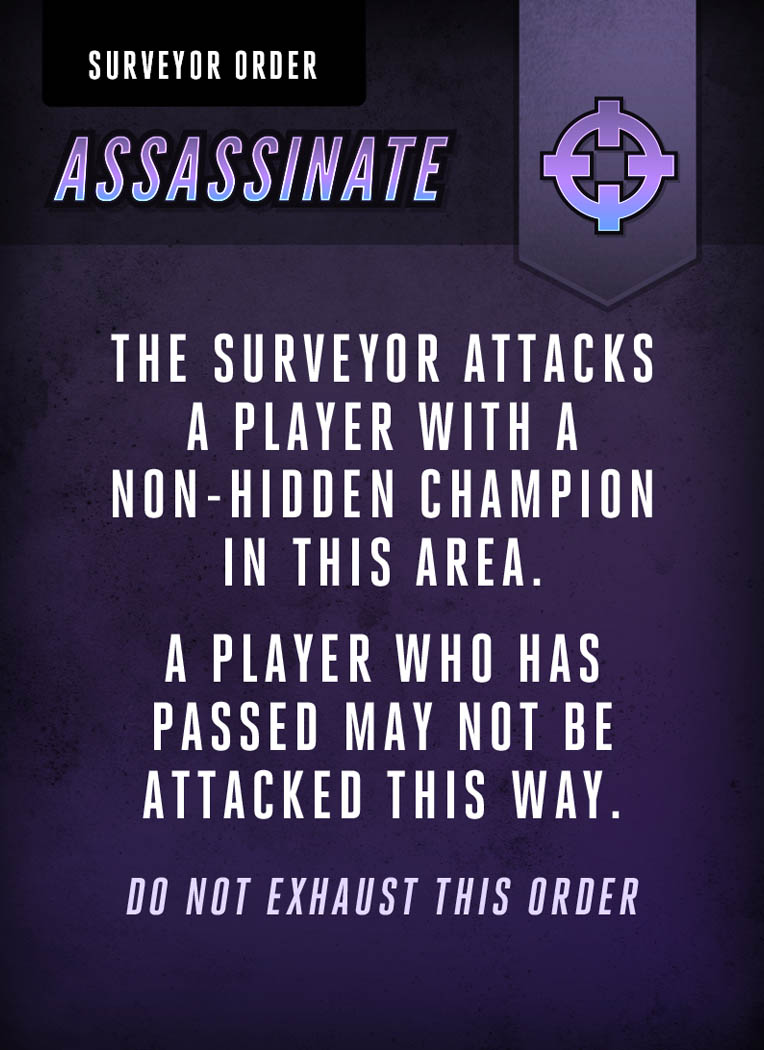 SURVEYOR ORDER
ASSASSINATE
THE SURVEYOR ATTACKS
A PLAYER WITH A
NON-HIDDEN CHAMPION
IN THIS AREA.
A PLAYER WHO HAS
PASSED MAY NOT BE
ATTACKED THIS WAY.
DO NOT EXHAUST THIS ORDER